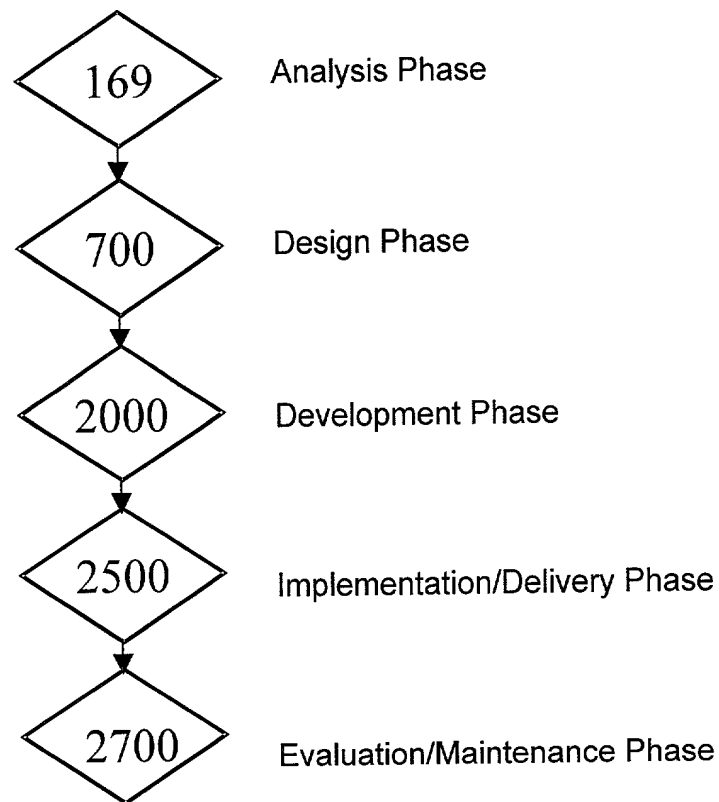 169 Analysis Phase
700 Design Phase
2000 Development Phase
2500 Implementation/Delivery Phase
2700 Evaluation/Maintenance Phase